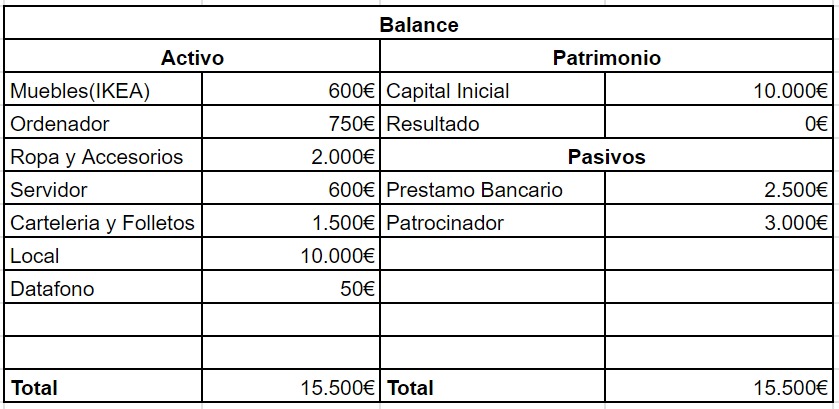 Balance
Activo Patrimonio
Muebles(IKEA) 600€ Capital Inicial 10.000€
Ordenador 750€ Resultado 0€
Ropa y Accesorios 2.000€ Pasivos
Servidor 600€ Prestamo Bancario 2.500€
Carteleria y Folletos 1.500€ Patrocinador 3.000€
Local 10.000€
Datafono 50€
Total 15.500€ Total 15.500€